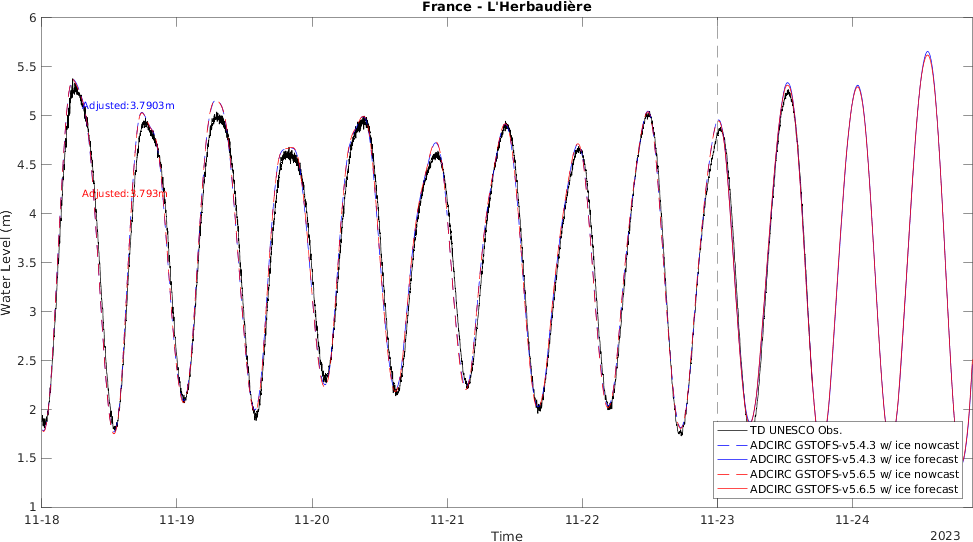 France - L'Herbaudière
Water Level (m)
6
5.5
5
4.5
4
3.5
3
2.5
2
1.5
1
Adjusted:3.7903m
Adjusted:3.793m
TD UNESCO Obs.
ADCIRC GSTOFS-v5.4.3 w/ ice nowcast
ADCIRC GSTOFS-v5.4.3 w/ ice forecast
ADCIRC GSTOFS-v5.6.5 w/ ice nowcast
ADCIRC GSTOFS-v5.6.5 w/ ice forecast
11-18 11-19 11-20 11-21 11-22 11-23 11-24
Time
2023